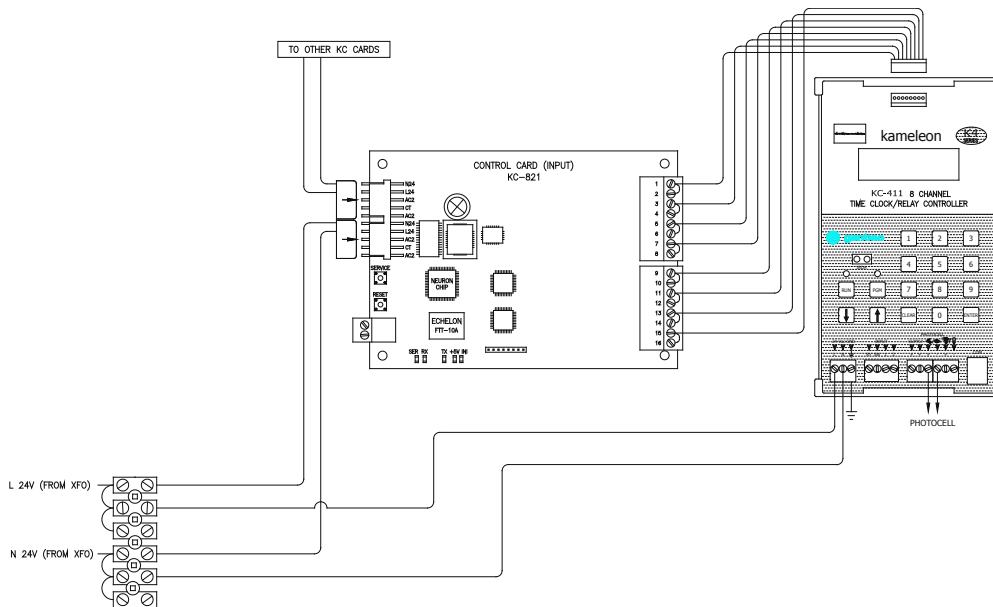 TO OTHER KC CARDS
CONTROL CARD (INPUT)
KC-821
N24
L24
AC2
CT
AC2
N24
L24
AC2
CT
AC2
SERVICE
RESET
NEURON
CHIP
ECHELON
FTT-10A
SER RX
TX +5V INI
1
2
3
4
5
6
7
8
9
10
11
12
13
14
15
16
kameleon
K4
SERIES
KC-411 8 CHANNEL
TIME CLOCK/RELAY CONTROLLER
1 2 3
4 5 6
RUN PGM 7 8 9
CLEAR 0 ENTER
PHOTOCELL
L 24V (FROM XFO)
N 24V (FROM XFO)